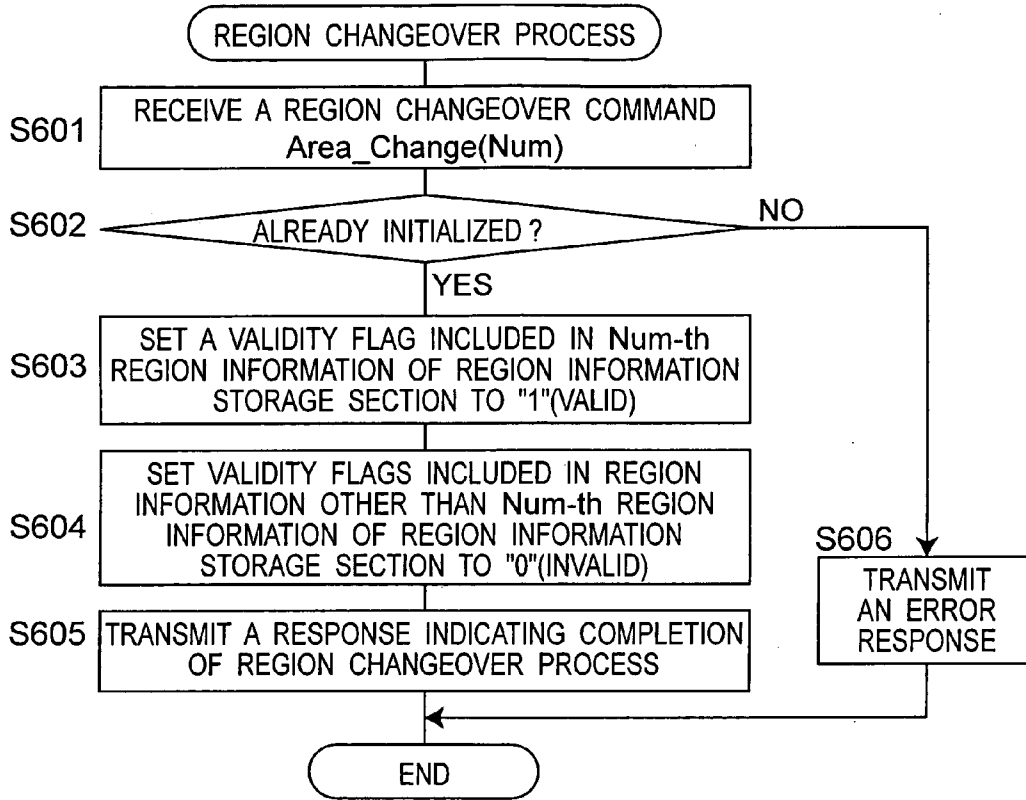 REGION CHANGEOVER PROCESS
S601
RECEIVE A REGION CHANGEOVER COMMAND
Area_Change(Num)
S602
ALREADY INITIALIZED ?
NO
YES
S603
SET A VALIDITY FLAG INCLUDED IN Num-th
REGION INFORMATION OF REGION INFORMATION
STORAGE SECTION TO "1"(VALID)
S604
SET VALIDITY FLAGS INCLUDED IN REGION
INFORMATION OTHER THAN Num-th REGION
INFORMATION OF REGION INFORMATION
STORAGE SECTION TO "0"(INVALID)
S606
TRANSMIT
AN ERROR
RESPONSE
S605
TRANSMIT A RESPONSE INDICATING COMPLETION
OF REGION CHANGEOVER PROCESS
END